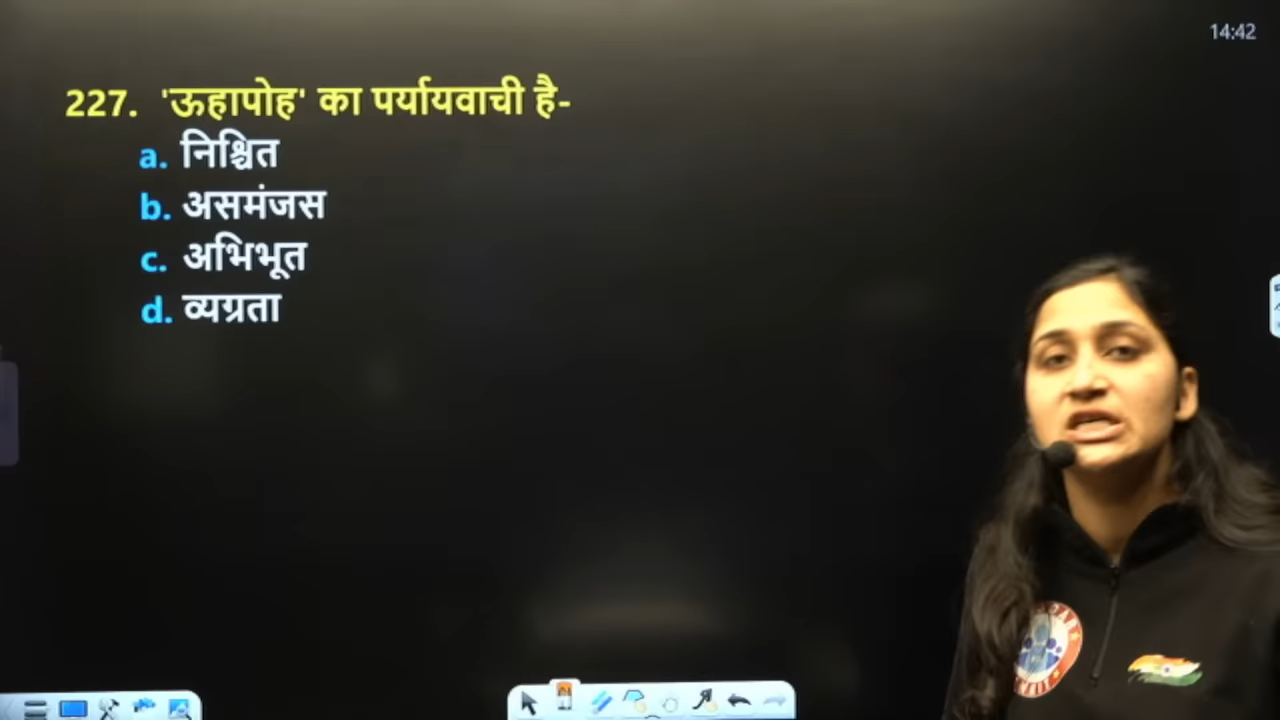 14:42
227. 'ऊहापोह' का पर्यायवाची है-
a. निश्चित
b. असमंजस
c. अभिभूत
d. व्यग्रता